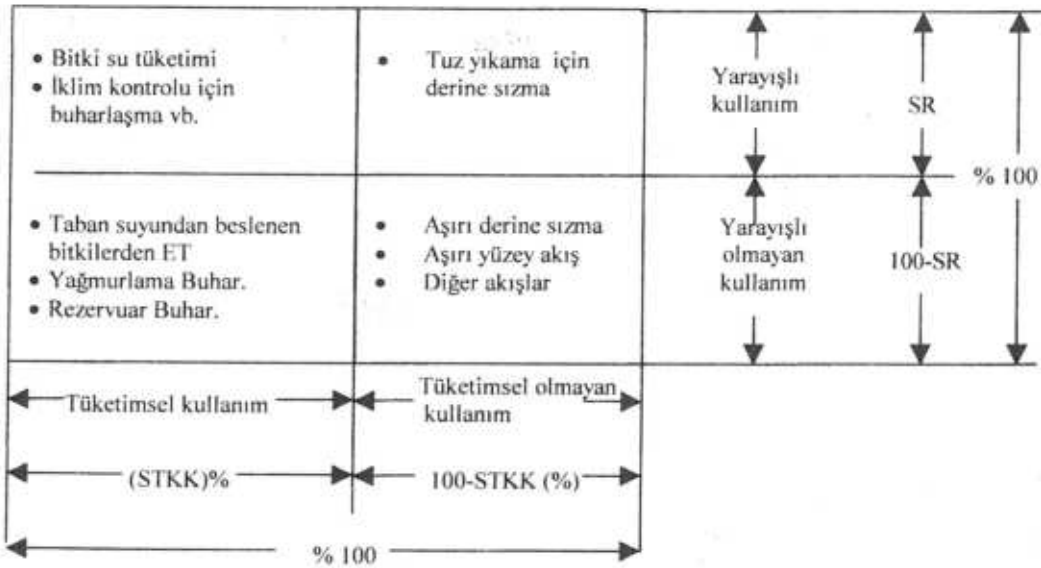 • Bitki su tüketimi
• İklim kontrolu için
buharlaşma vb.
• Tuz yıkama için
derine sızma
Yarayışlı
kullanım
SR
% 100
• Taban suyundan beslenen
bitkilerden ET
• Yağmurlama Buhar.
• Rezervuar Buhar.
• Aşırı derine sızma
• Aşırı yüzey akış
• Diğer akışlar
Yarayışlı
olmayan
kullanım
100-SR
Tüketimsel kullanım
Tüketimsel olmayan
kullanım
(STKK)%
100-STKK (%)
% 100